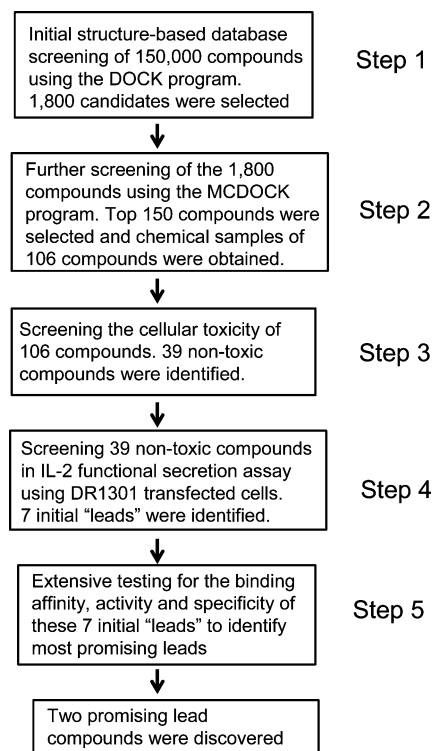 Initial structure-based database
screening of 150,000 compounds
using the DOCK program.
1,800 candidates were selected
Step 1
Further screening of the 1,800
compounds using the MCDOCK
program. Top 150 compounds were
selected and chemical samples of
106 compounds were obtained.
Step 2
Screening the cellular toxicity of
106 compounds. 39 non-toxic
compounds were identified.
Step 3
Screening 39 non-toxic compounds
in IL-2 functional secretion assay
using DR1301 transfected cells.
7 initial “leads” were identified.
Step 4
Extensive testing for the binding
affinity, activity and specificity of
these 7 initial “leads” to identify
most promising leads
Step 5
Two promising lead
compounds were discovered